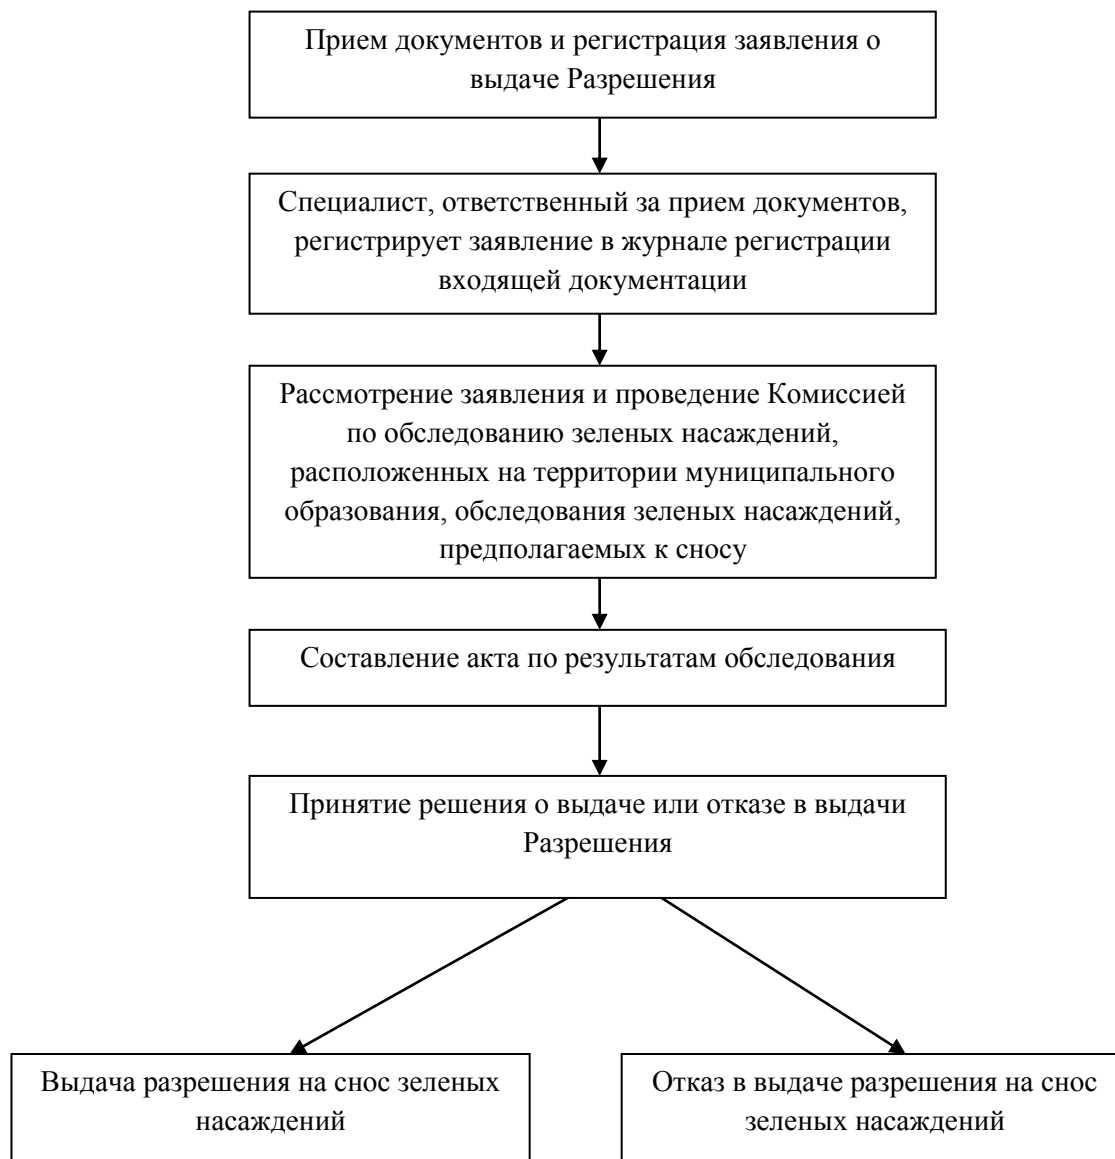 Прием документов и регистрация заявления о
выдаче Разрешения
Специалист, ответственный за прием документов,
регистрирует заявление в журнале регистрации
входящей документации
Рассмотрение заявления и проведение Комиссией
по обследованию зеленых насаждений,
расположенных на территории муниципального
образования, обследования зеленых насаждений,
предполагаемых к сносу
Составление акта по результатам обследования
Принятие решения о выдаче или отказе в выдачи
Разрешения
Выдача разрешения на снос зеленых
насаждений
Отказ в выдаче разрешения на снос
зеленых насаждений